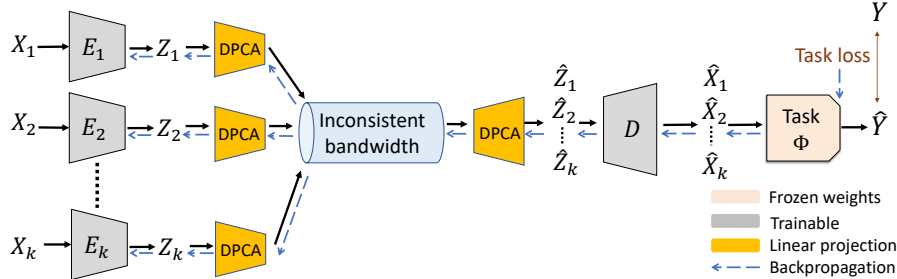 X₁ E₁ Z₁ DPCA
X₂ E₂ Z₂ DPCA
Xₖ Eₖ Zₖ DPCA
Inconsistent
bandwidth
DPCA
Ẑ₁
Ẑ₂
Ẑₖ
D
X̂₁
X̂₂
X̂ₖ
Task
Φ
Task loss
Y
Ŷ
Frozen weights
Trainable
Linear projection
Backpropagation